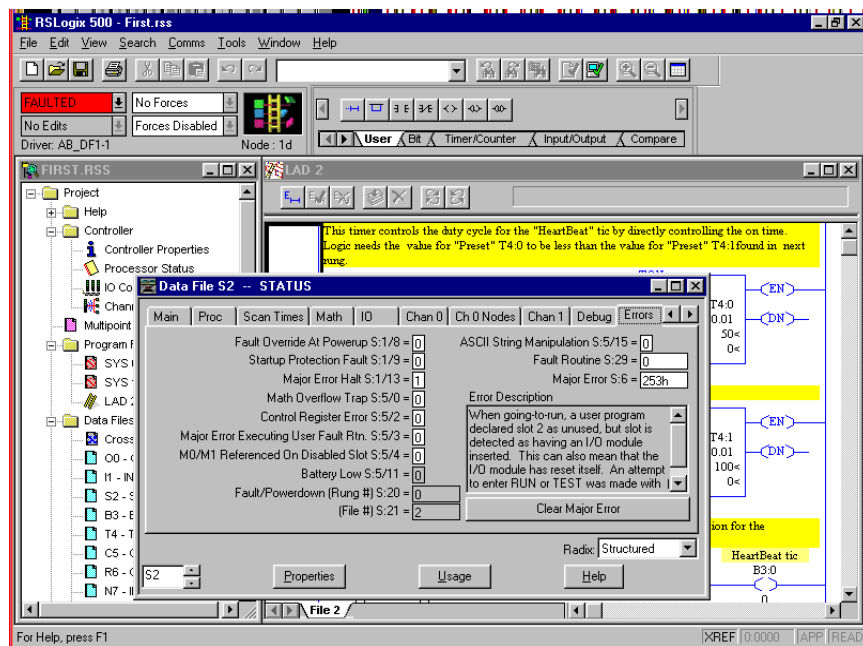 RSLogix 500 - First.rss
File Edit View Search Comms Tools Window Help
FAULTED No Forces
No Edits Forces Disabled
Driver: AB_DF1-1 Node : 1d
User Bit Timer/Counter Input/Output Compare
FIRST.RSS
Project
Help
Controller
Controller Properties
Processor Status
IO Co
Chan
Multipoint
Program F
SYS
SYS
LAD 2
Data Files
Cross
O0 -
I1 - IN
S2 - S
B3 - B
T4 - T
C5 - C
R6 - C
N7 - II
LAD 2
This timer controls the duty cycle for the "HeartBeat" tic by directly controlling the on time.
Logic needs the value for "Preset" T4:0 to be less than the value for "Preset" T4:1found in next
rung.
EN
T4:0
0.01 DN
50<
0<
EN
T4:1
0.01 DN
100<
0<
ion for the
HeartBeat tic
B3:0
0
File 2
Data File S2 -- STATUS
Main Proc Scan Times Math IO Chan 0 Ch 0 Nodes Chan 1 Debug Errors
Fault Override At Powerup S:1/8 = 0
Startup Protection Fault S:1/9 = 0
Major Error Halt S:1/13 = 1
Math Overflow Trap S:5/0 = 0
Control Register Error S:5/2 = 0
Major Error Executing User Fault Rtn. S:5/3 = 0
M0/M1 Referenced On Disabled Slot S:5/4 = 0
Battery Low S:5/11 = 0
Fault/Powerdown (Rung #) S:20 = 0
(File #) S:21 = 2
ASCII String Manipulation S:5/15 = 0
Fault Routine S:29 = 0
Major Error S:6 = 253h
Error Description
When going-to-run, a user program
declared slot 2 as unused, but slot is
detected as having an I/O module
inserted. This can also mean that the
I/O module has reset itself. An attempt
to enter RUN or TEST was made with
Clear Major Error
Radix: Structured
S2 Properties Usage Help
For Help, press F1 XREF 0:0000 APP READ